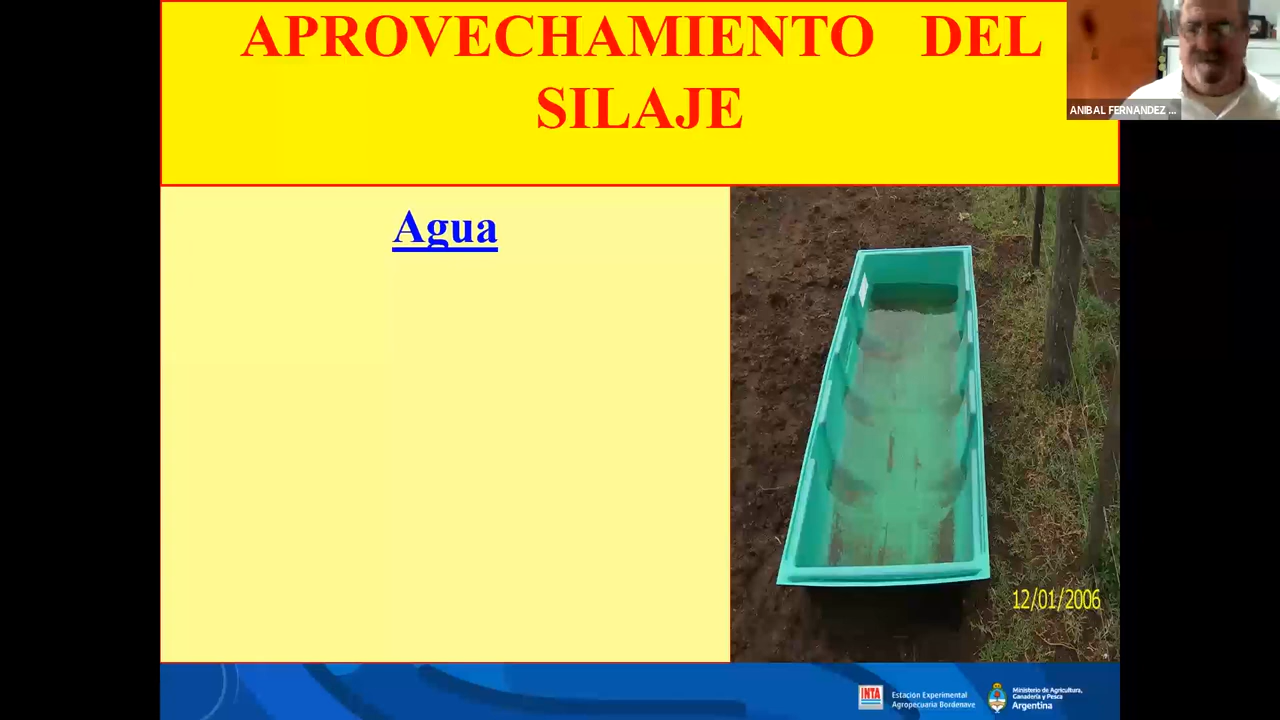 APROVECHAMIENTO DEL
SILAJE
ANIBAL FERNANDEZ ...
Agua
12/01/2006
INTA
Estación Experimental
Agropecuaria Bordenave
Ministerio de Agricultura,
Ganadería y Pesca
Argentina